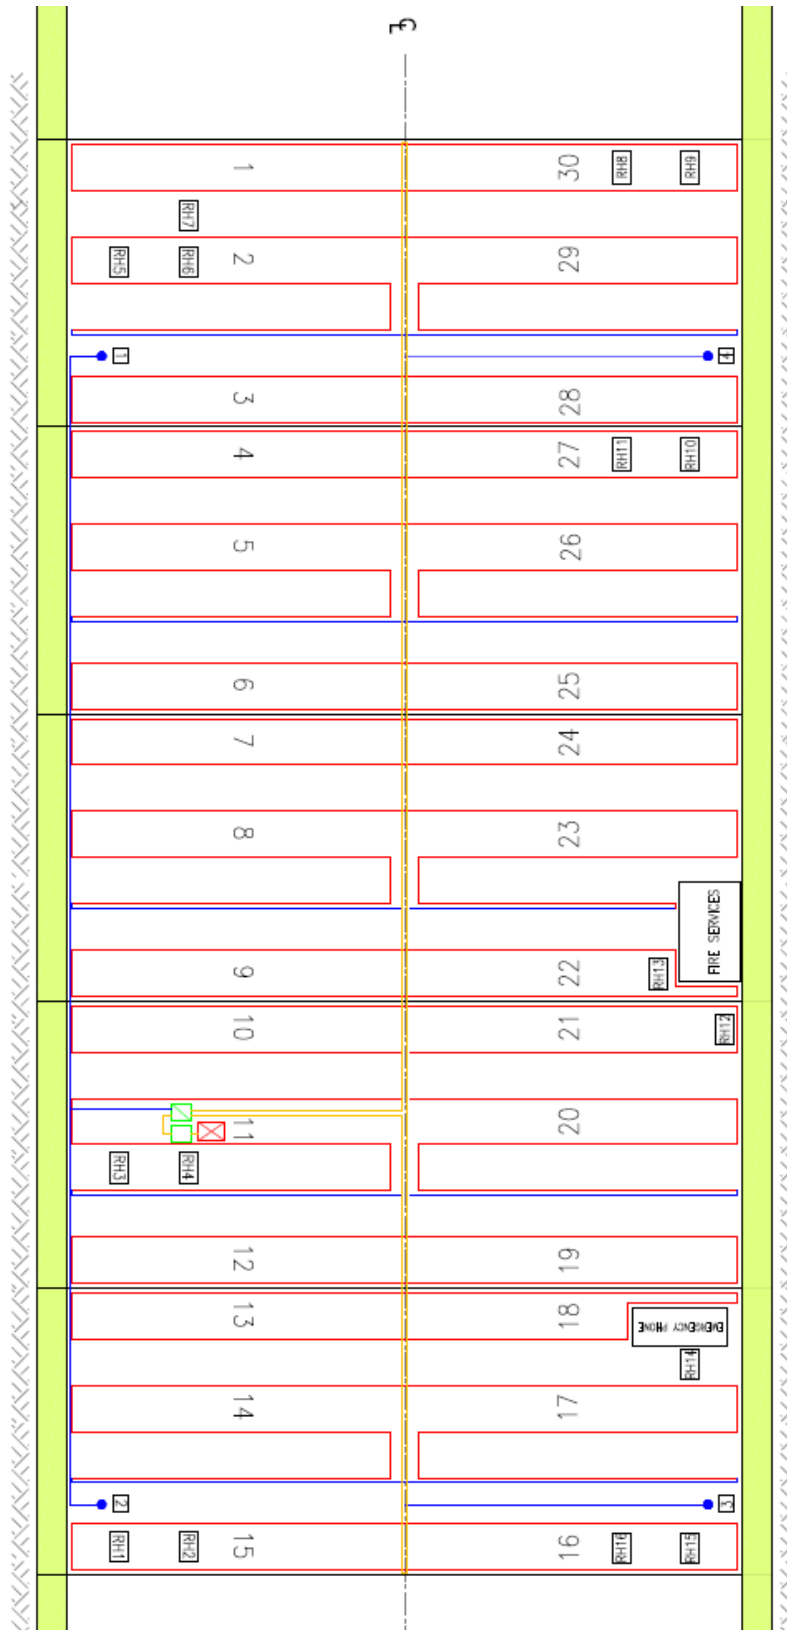 ℄
1
30
RH8
RH9
RH7
RH5
RH6
2
29
1
4
3
28
4
27
RH11
RH10
5
26
6
25
7
24
8
23
FIRE SERVICES
9
22
RH13
10
21
RH12
11
20
RH3
RH4
12
19
13
18
EMERGENCY PHONE
RH14
14
17
2
3
RH1
RH2
15
16
RH16
RH15